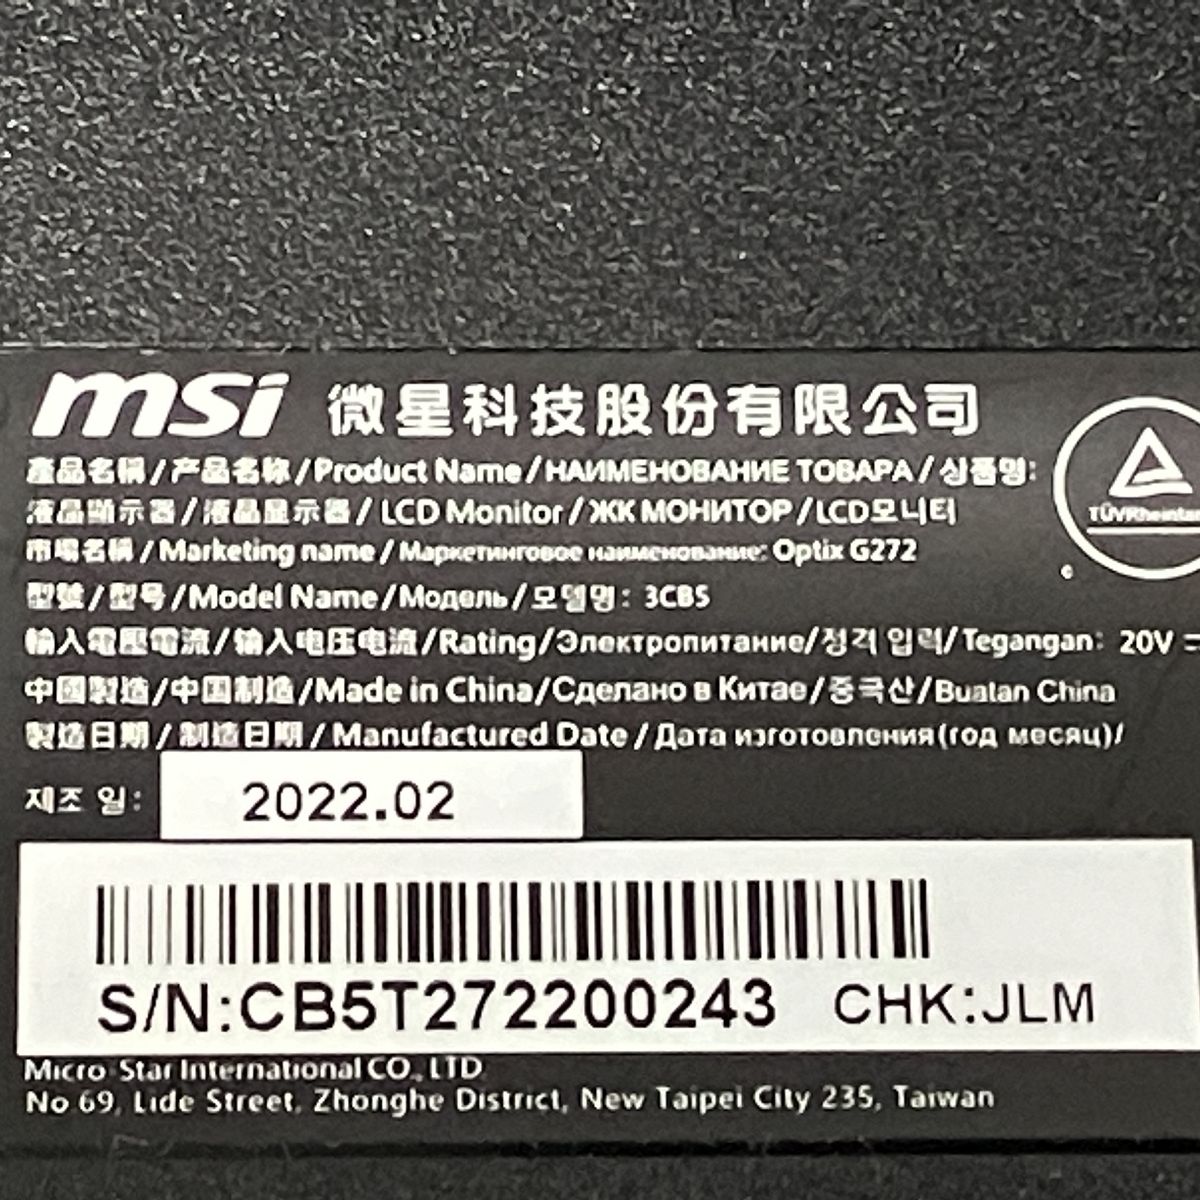 msi 微星科技股份有限公司
產品名稱/产品名称/Product Name/НАИМЕНОВАНИЕ ТОВАРА/상품명:
液晶顯示器/液晶显示器/LCD Monitor/ЖК МОНИТОР/LCD모니터
市場名稱/Marketing name/Маркетинговое наименование: Optix G272
型號/型号/Model Name/Модель/모델명: 3CB5
輸入電壓電流/输入电压电流/Rating/Электропитание/정격 입력/Tegangan: 20V
中國製造/中国制造/Made in China/Сделано в Китае/중국산/Buatan China
製造日期/制造日期/Manufactured Date/Дата изготовления(год месяц)/
제조 일: 2022.02
S/N:CB5T272200243 CHK:JLM
Micro-Star International CO., LTD
No 69, Lide Street, Zhonghe District, New Taipei City 235, Taiwan
TÜVRheinla